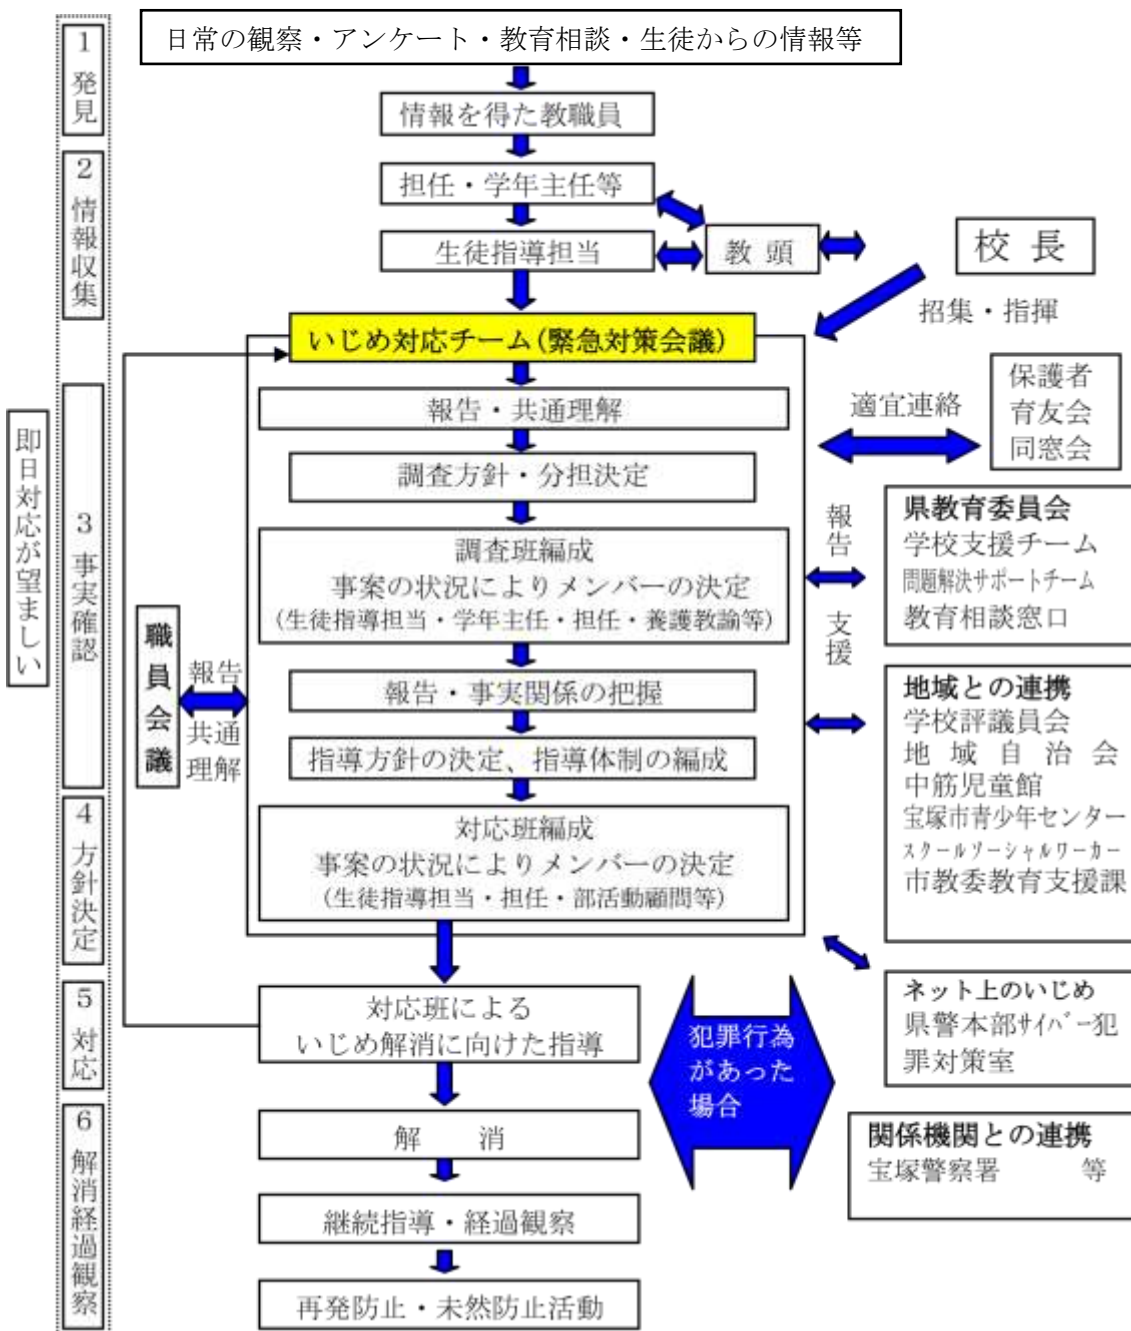 日常の観察・アンケート・教育相談・生徒からの情報等
1 発見
情報を得た教職員
2 情報収集
担任・学年主任等
生徒指導担当
教 頭
校 長
招集・指揮
いじめ対応チーム(緊急対策会議)
報告・共通理解
適宜連絡
保護者
育友会
同窓会
即日対応が望ましい
3 事実確認
調査方針・分担決定
調査班編成
事案の状況によりメンバーの決定
(生徒指導担当・学年主任・担任・養護教諭等)
報告
支援
県教育委員会
学校支援チーム
問題解決サポートチーム
教育相談窓口
職員会議
報告
共通
理解
報告・事実関係の把握
指導方針の決定、指導体制の編成
地域との連携
学校評議員会
地 域 自 治 会
中筋児童館
宝塚市青少年センター
スクールソーシャルワーカー
市教委教育支援課
4 方針決定
対応班編成
事案の状況によりメンバーの決定
(生徒指導担当・担任・部活動顧問等)
5 対応
対応班による
いじめ解消に向けた指導
犯罪行為
があった
場合
ネット上のいじめ
県警本部サイバー犯
罪対策室
6 解消経過観察
解 消
関係機関との連携
宝塚警察署 等
継続指導・経過観察
再発防止・未然防止活動